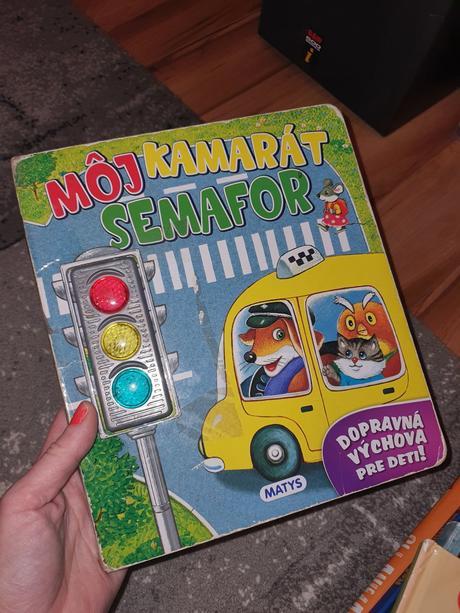 MÔJ KAMARÁT
SEMAFOR
DOPRAVNÁ
VÝCHOVA
PRE DETI!
MATYS